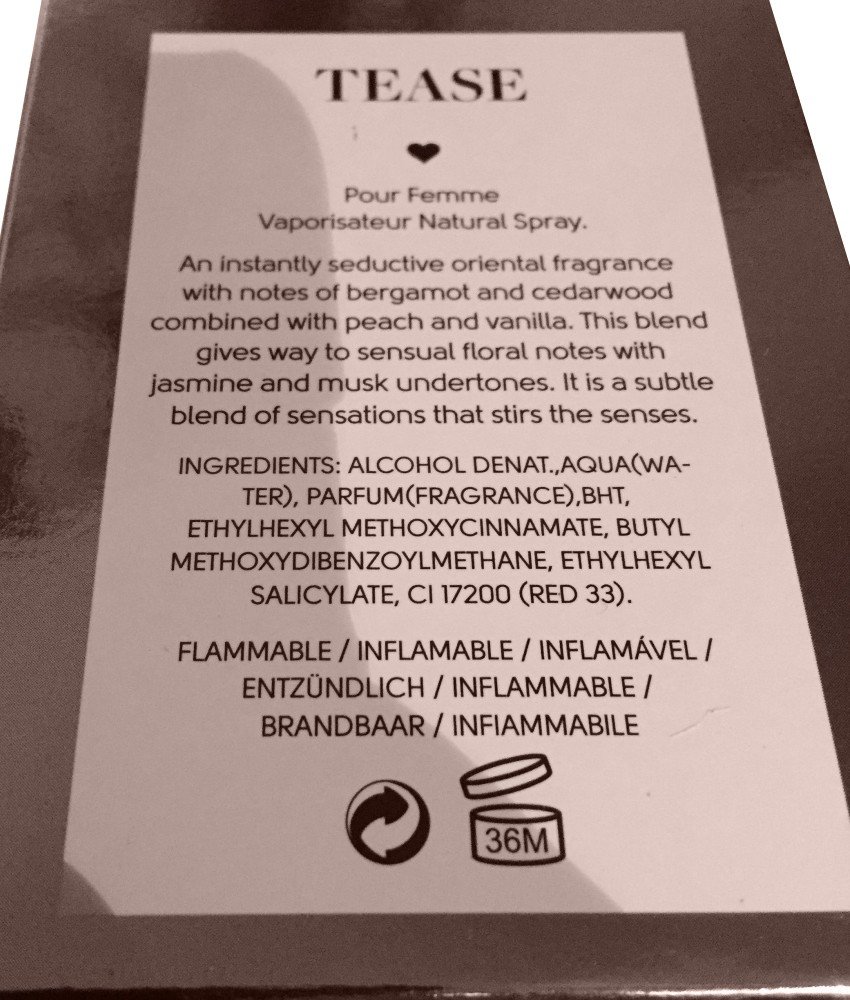 TEASE
Pour Femme
Vaporisateur Natural Spray.
An instantly seductive oriental fragrance
with notes of bergamot and cedarwood
combined with peach and vanilla. This blend
gives way to sensual floral notes with
jasmine and musk undertones. It is a subtle
blend of sensations that stirs the senses.
INGREDIENTS: ALCOHOL DENAT.,AQUA(WA-
TER), PARFUM(FRAGRANCE),BHT,
ETHYLHEXYL METHOXYCINNAMATE, BUTYL
METHOXYDIBENZOYLMETHANE, ETHYLHEXYL
SALICYLATE, CI 17200 (RED 33).
FLAMMABLE / INFLAMABLE / INFLAMÁVEL /
ENTZÜNDLICH / INFLAMMABLE /
BRANDBAAR / INFIAMMABILE
36M